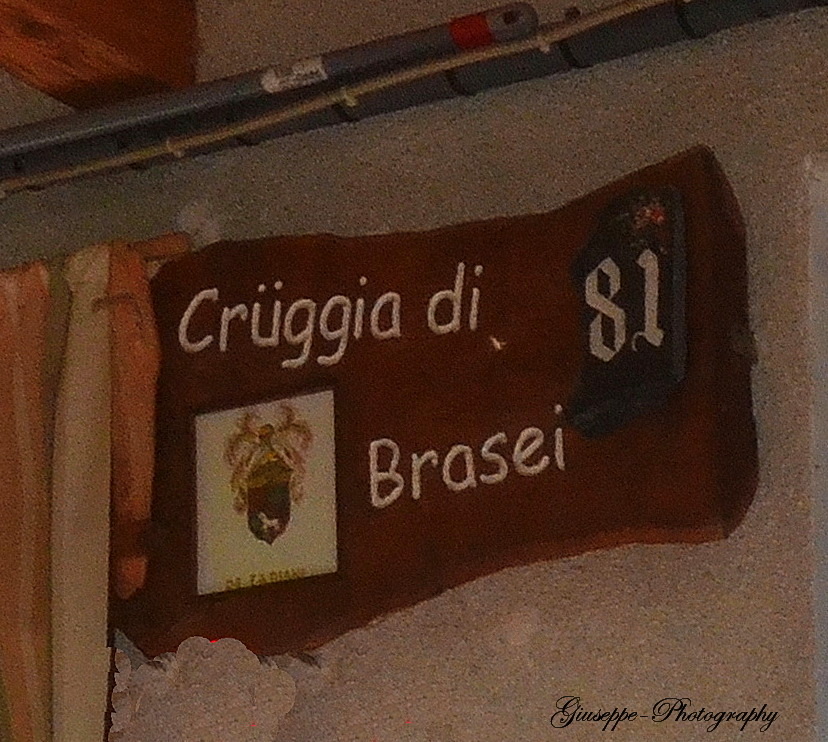 Crüggia di
81
Brasei
Giuseppe-Photography